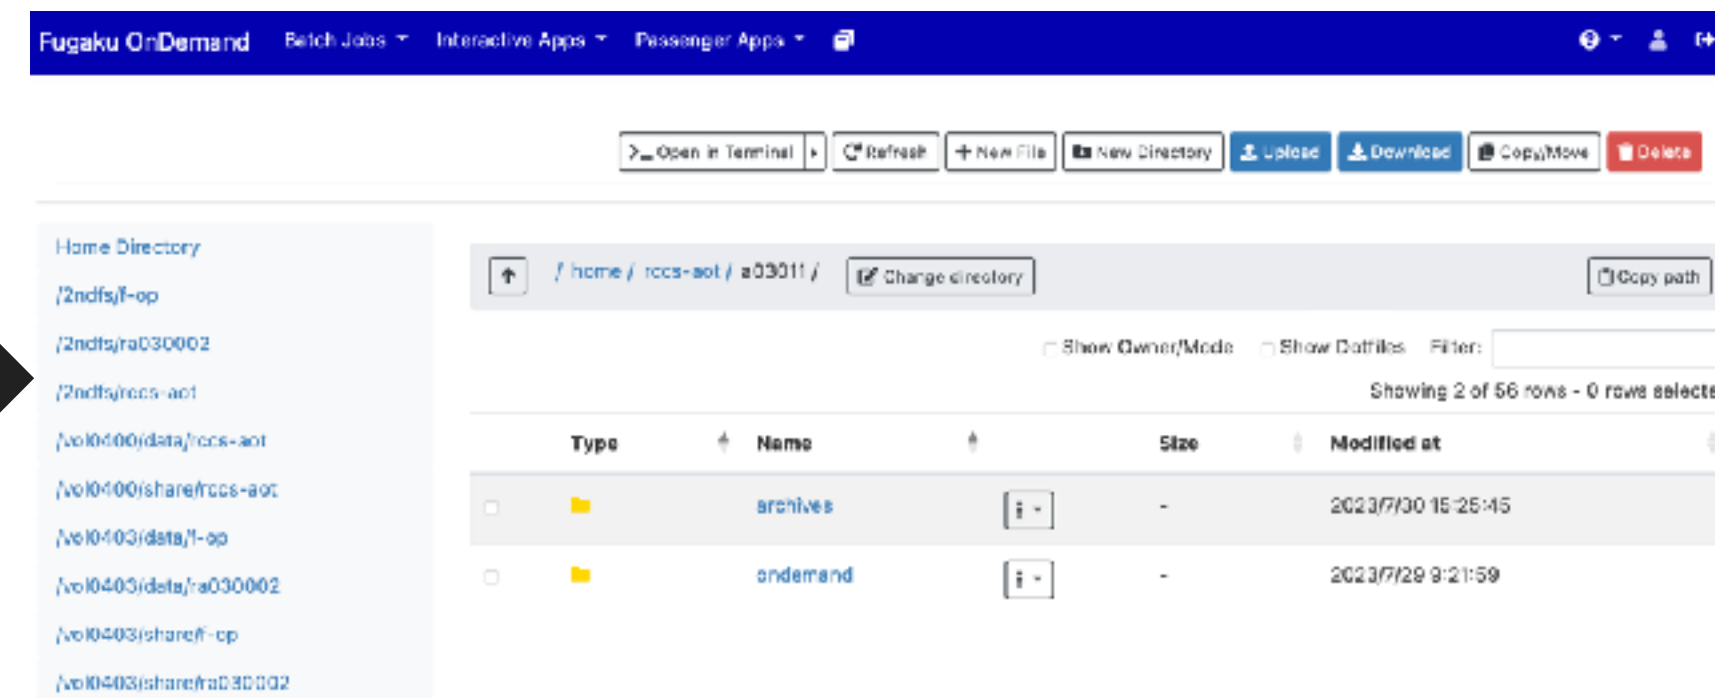 Fugaku OnDemand Batch Jobs Interactive Apps Passenger Apps
Open in Terminal Refresh + New File New Directory Upload Download Copy/Move Delete
Home Directory
/2ndfs/f-op
/2ndfs/ra030002
/2ndfs/rccs-aot
/vol0400/data/rccs-aot
/vol0400/share/rccs-aot
/vol0403/data/f-op
/vol0403/data/ra030002
/vol0403/share/f-op
/vol0403/share/ra030002
/ home / rccs-aot / a03011 / Change directory Copy path
Show Owner/Mode Show Dotfiles Filter:
Showing 2 of 56 rows - 0 rows selecte
Type Name Size Modified at
archives - 2023/7/30 15:25:45
ondemand - 2023/7/29 9:21:59